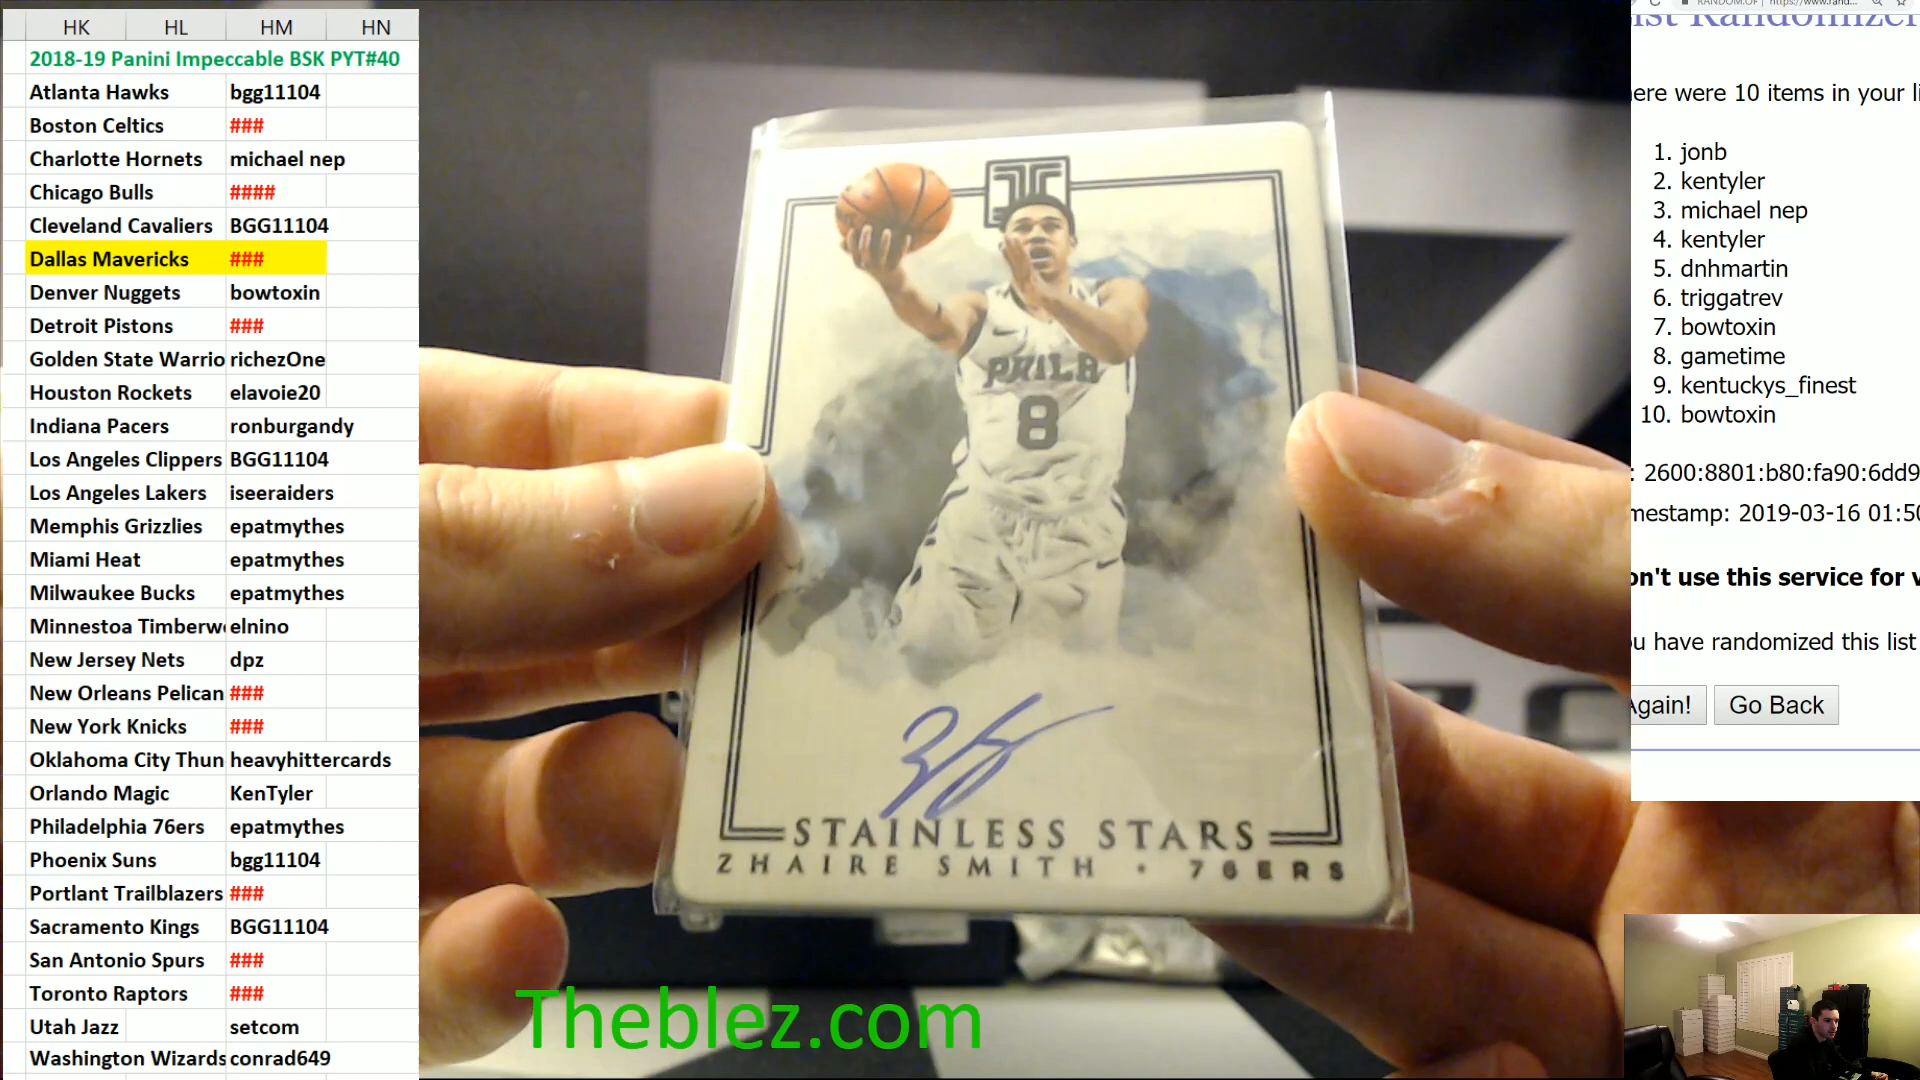 HK HL HM HN
2018-19 Panini Impeccable BSK PYT#40
Atlanta Hawks bgg11104
Boston Celtics ###
Charlotte Hornets michael nep
Chicago Bulls ####
Cleveland Cavaliers BGG11104
Dallas Mavericks ###
Denver Nuggets bowtoxin
Detroit Pistons ###
Golden State Warrio richezOne
Houston Rockets elavoie20
Indiana Pacers ronburgandy
Los Angeles Clippers BGG11104
Los Angeles Lakers iseeraiders
Memphis Grizzlies epatmythes
Miami Heat epatmythes
Milwaukee Bucks epatmythes
Minnestoa Timberw elnino
New Jersey Nets dpz
New Orleans Pelican ###
New York Knicks ###
Oklahoma City Thun heavyhittercards
Orlando Magic KenTyler
Philadelphia 76ers epatmythes
Phoenix Suns bgg11104
Portlant Trailblazers ###
Sacramento Kings BGG11104
San Antonio Spurs ###
Toronto Raptors ###
Utah Jazz setcom
Washington Wizards conrad649
PHILA
8
STAINLESS STARS
ZHAIRE SMITH • 76ERS
Theblez.com
ist Randomizer
ere were 10 items in your li
1. jonb
2. kentyler
3. michael nep
4. kentyler
5. dnhmartin
6. triggatrev
7. bowtoxin
8. gametime
9. kentuckys_finest
10. bowtoxin
: 2600:8801:b80:fa90:6dd9
mestamp: 2019-03-16 01:50
on't use this service for v
u have randomized this list
Again! Go Back